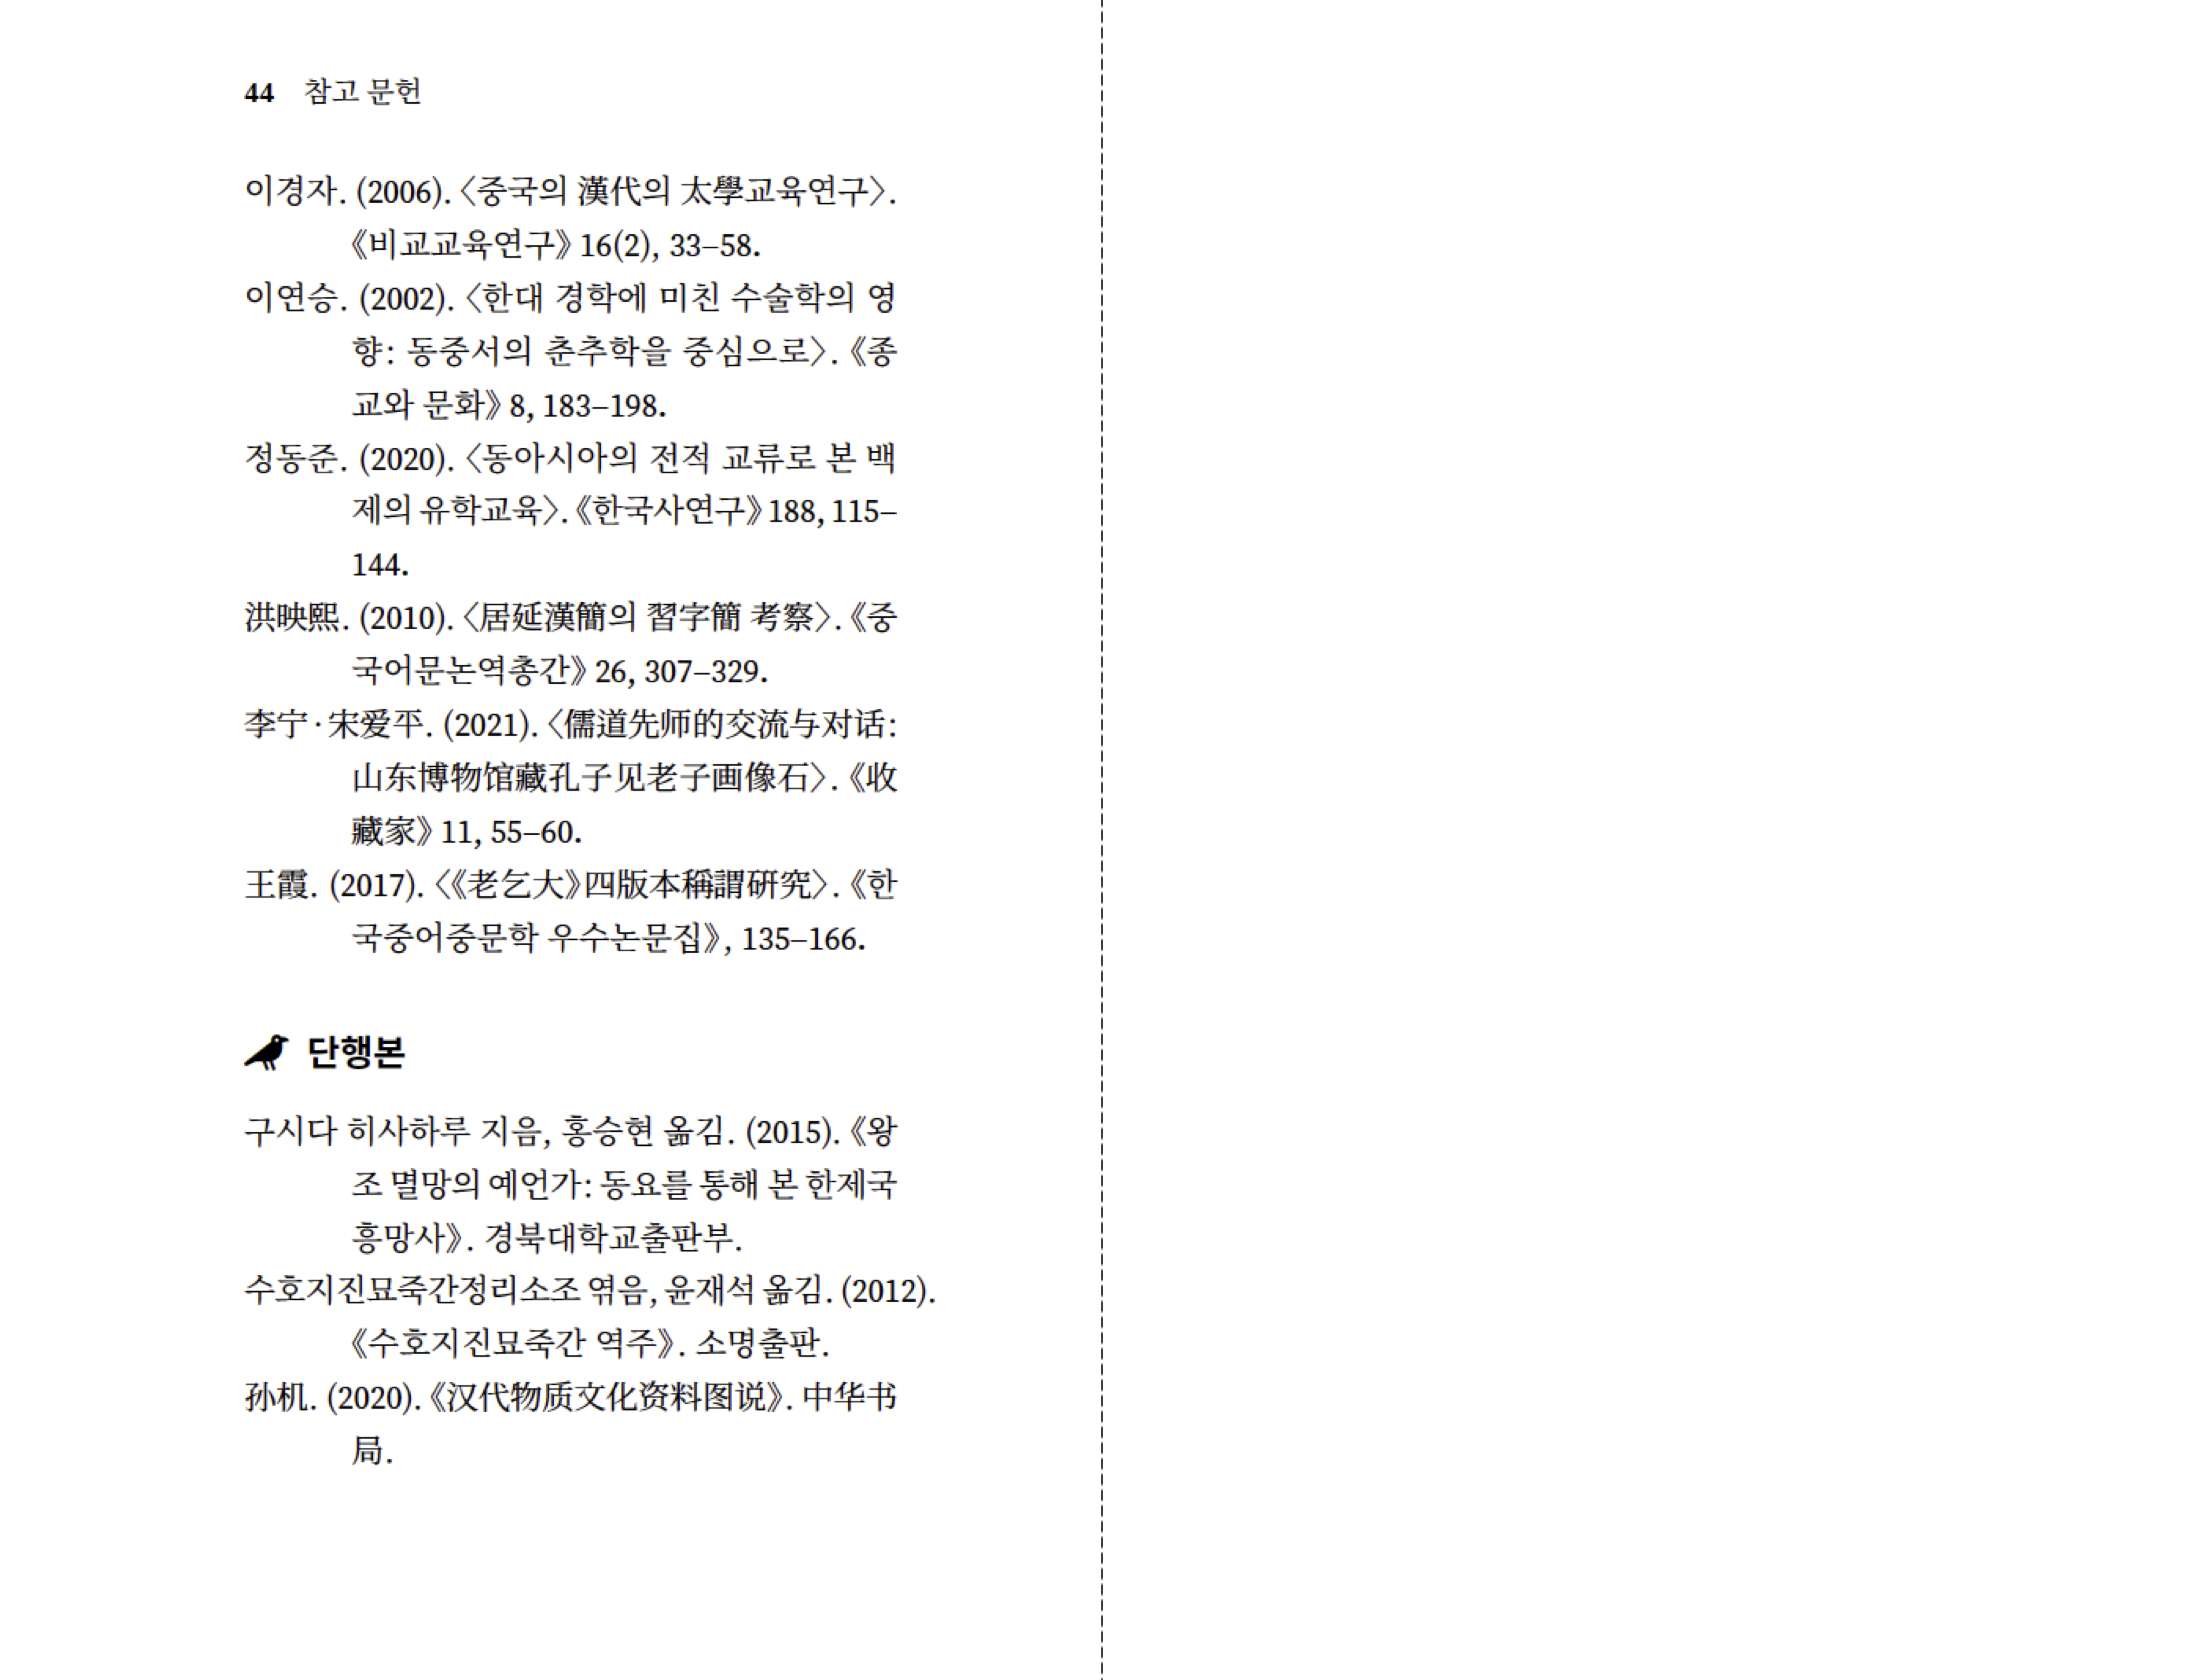 44 참고 문헌
이경자. (2006).〈중국의 漢代의 太學교육연구〉.
《비교교육연구》16(2), 33–58.
이연승. (2002).〈한대 경학에 미친 수술학의 영
향: 동중서의 춘추학을 중심으로〉.《종
교와 문화》8, 183–198.
정동준. (2020).〈동아시아의 전적 교류로 본 백
제의 유학교육〉.《한국사연구》188, 115–
144.
洪映熙. (2010).〈居延漢簡의 習字簡 考察〉.《중
국어문논역총간》26, 307–329.
李宁·宋爱平. (2021).〈儒道先师的交流与对话:
山东博物馆藏孔子见老子画像石〉.《收
藏家》11, 55–60.
王霞. (2017).〈《老乞大》四版本稱謂硏究〉.《한
국중어중문학 우수논문집》, 135–166.
단행본
구시다 히사하루 지음, 홍승현 옮김. (2015).《왕
조 멸망의 예언가: 동요를 통해 본 한제국
흥망사》. 경북대학교출판부.
수호지진묘죽간정리소조 엮음, 윤재석 옮김. (2012).
《수호지진묘죽간 역주》. 소명출판.
孙机. (2020).《汉代物质文化资料图说》. 中华书
局.